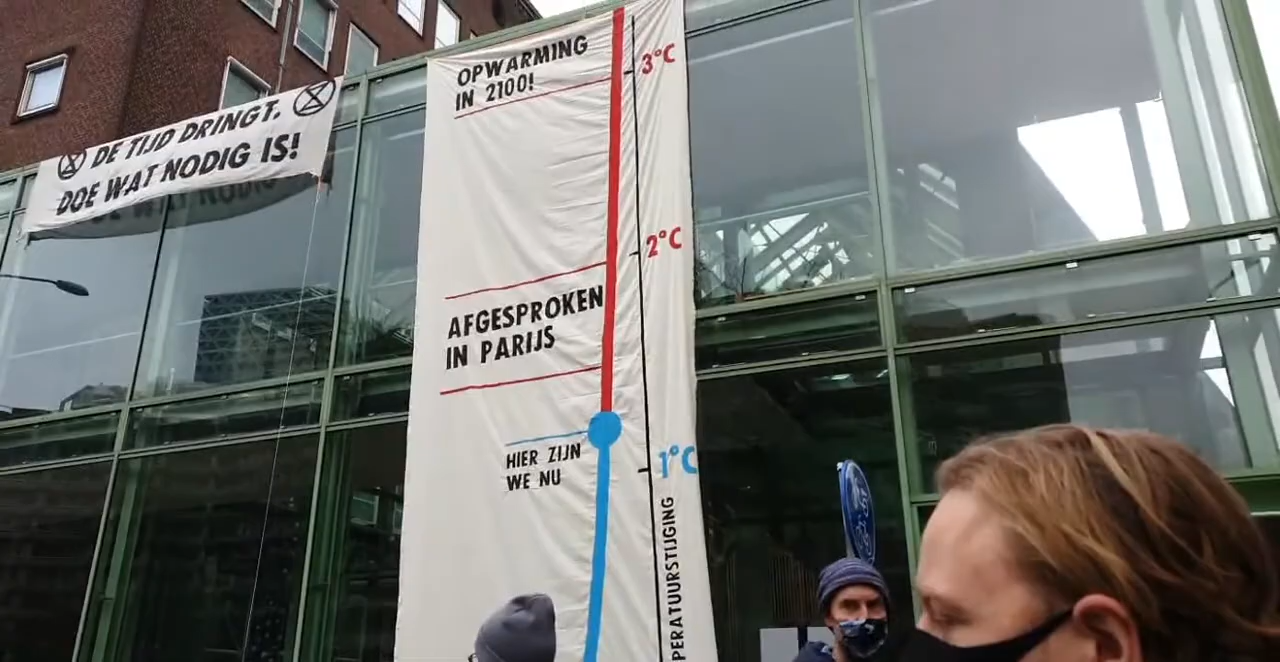 DE TIJD DRINGT.
DOE WAT NODIG IS!
OPWARMING
IN 2100!
3°C
2°C
AFGESPROKEN
IN PARIJS
HIER ZIJN
WE NU
1°C
PERATUURSTIJGING